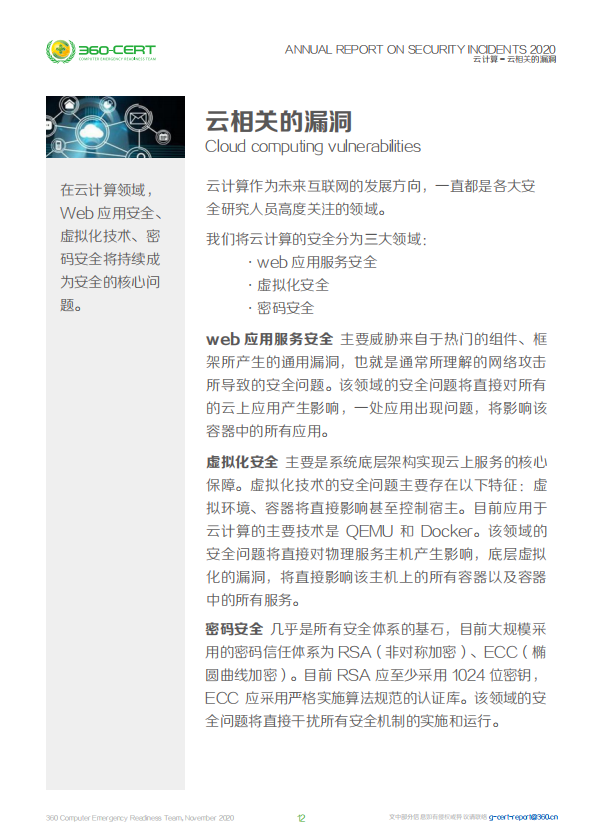 360-CERT
COMPUTER EMERGENCY READINESS TEAM
ANNUAL REPORT ON SECURITY INCIDENTS 2020
云计算 - 云相关的漏洞
云相关的漏洞
Cloud computing vulnerabilities
在云计算领域，
Web 应用安全、
虚拟化技术、密
码安全将持续成
为安全的核心问
题。
云计算作为未来互联网的发展方向，一直都是各大安
全研究人员高度关注的领域。
我们将云计算的安全分为三大领域：
· web 应用服务安全
· 虚拟化安全
· 密码安全
web 应用服务安全 主要威胁来自于热门的组件、框
架所产生的通用漏洞，也就是通常所理解的网络攻击
所导致的安全问题。该领域的安全问题将直接对所有
的云上应用产生影响，一处应用出现问题，将影响该
容器中的所有应用。
虚拟化安全 主要是系统底层架构实现云上服务的核心
保障。虚拟化技术的安全问题主要存在以下特征：虚
拟环境、容器将直接影响甚至控制宿主。目前应用于
云计算的主要技术是 QEMU 和 Docker。该领域的
安全问题将直接对物理服务主机产生影响，底层虚拟
化的漏洞，将直接影响该主机上的所有容器以及容器
中的所有服务。
密码安全 几乎是所有安全体系的基石，目前大规模采
用的密码信任体系为 RSA（非对称加密）、ECC（椭
圆曲线加密）。目前 RSA 应至少采用 1024 位密钥，
ECC 应采用严格实施算法规范的认证库。该领域的安
全问题将直接干扰所有安全机制的实施和运行。
360 Computer Emergency Readiness Team, November 2020
12
文中部分信息如有侵权或异议请联络 g-cert-report@360.cn